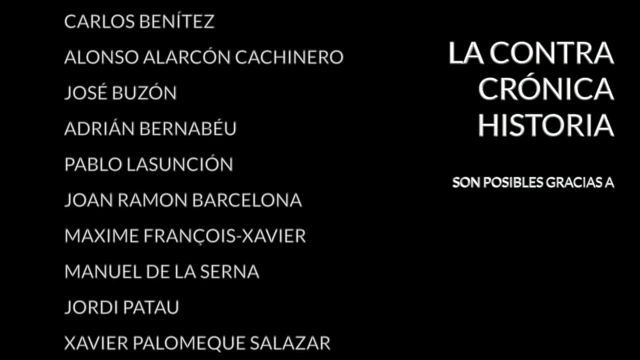 CARLOS BENÍTEZ
ALONSO ALARCÓN CACHINERO
JOSÉ BUZÓN
ADRIÁN BERNABÉU
PABLO LASUNCIÓN
JOAN RAMON BARCELONA
MAXIME FRANÇOIS-XAVIER
MANUEL DE LA SERNA
JORDI PATAU
XAVIER PALOMEQUE SALAZAR
LA CONTRA
CRÓNICA
HISTORIA
SON POSIBLES GRACIAS A